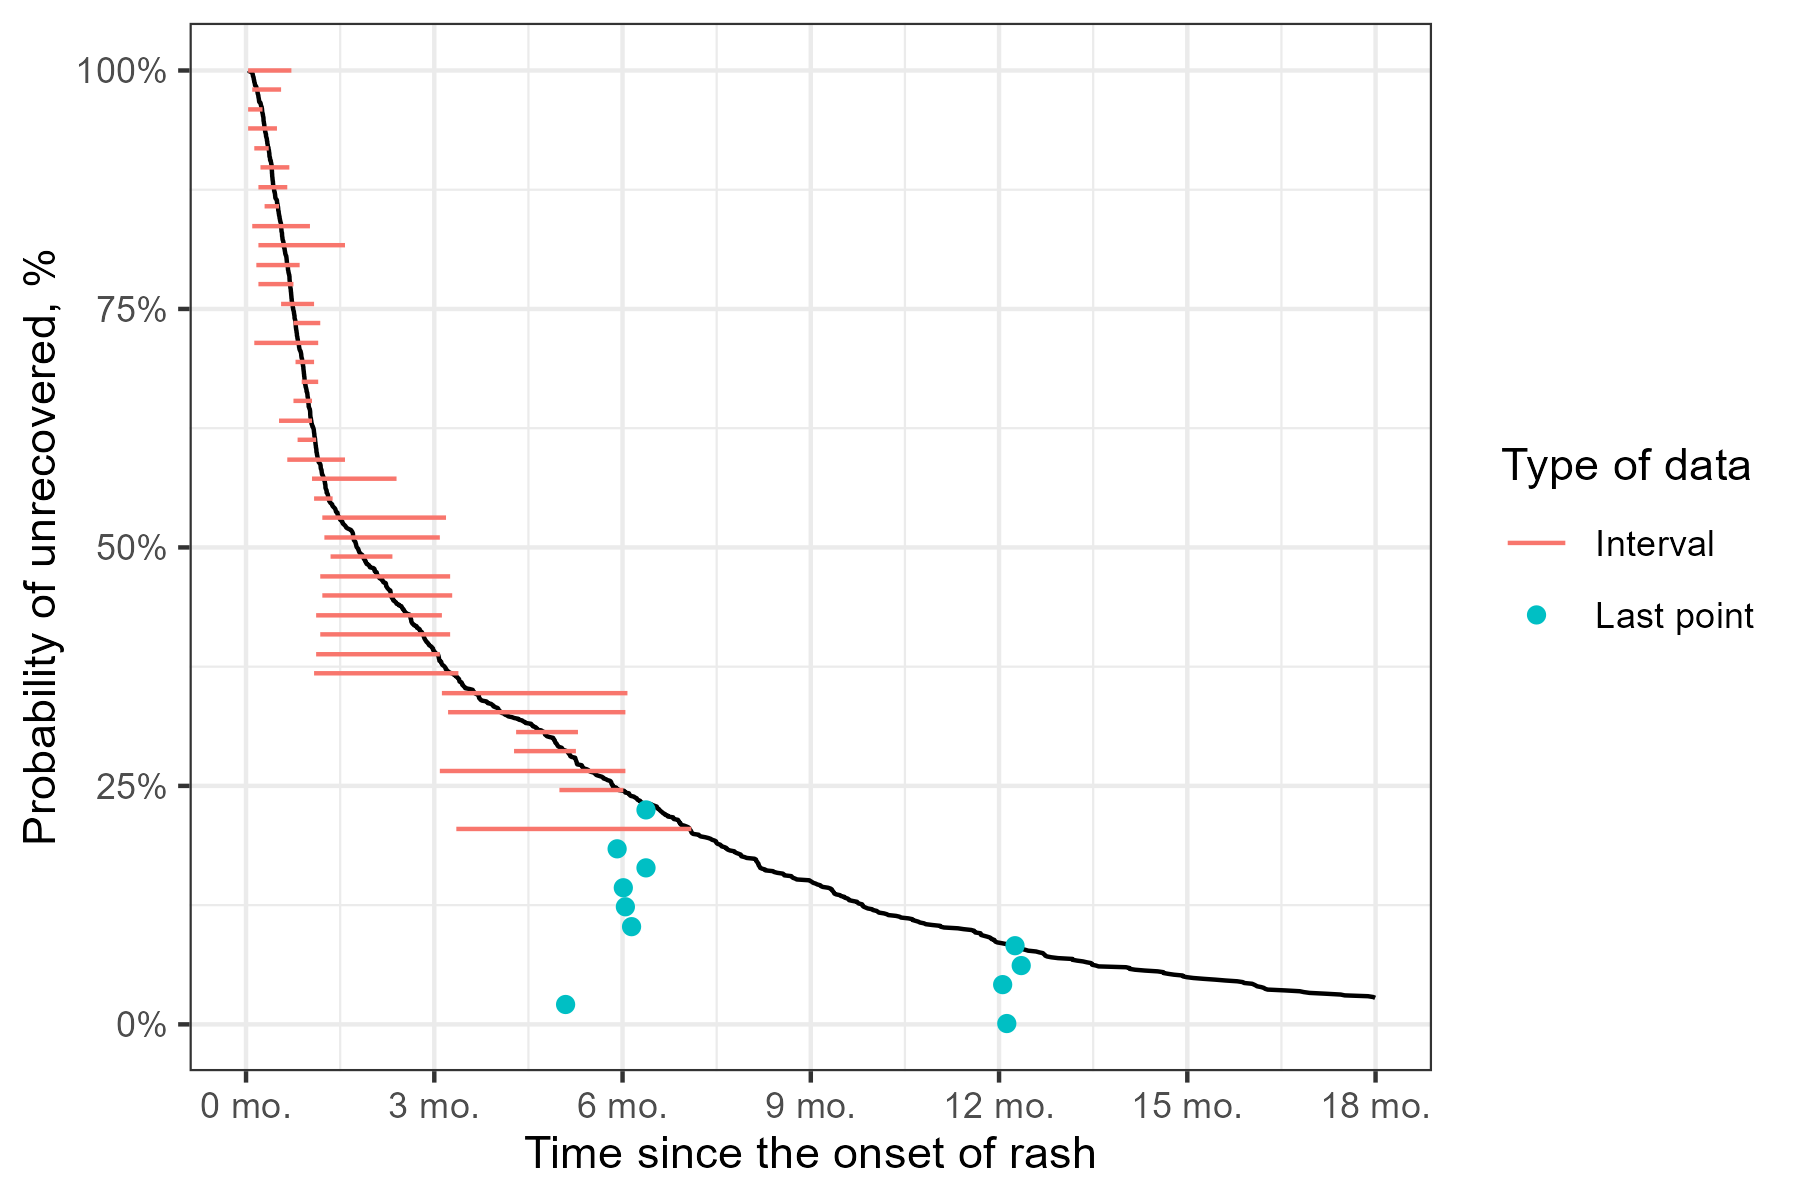 Probability of unrecovered, %
100%
75%
50%
25%
0%
0 mo.
3 mo.
6 mo.
9 mo.
12 mo.
15 mo.
18 mo.
Time since the onset of rash
Type of data
Interval
Last point